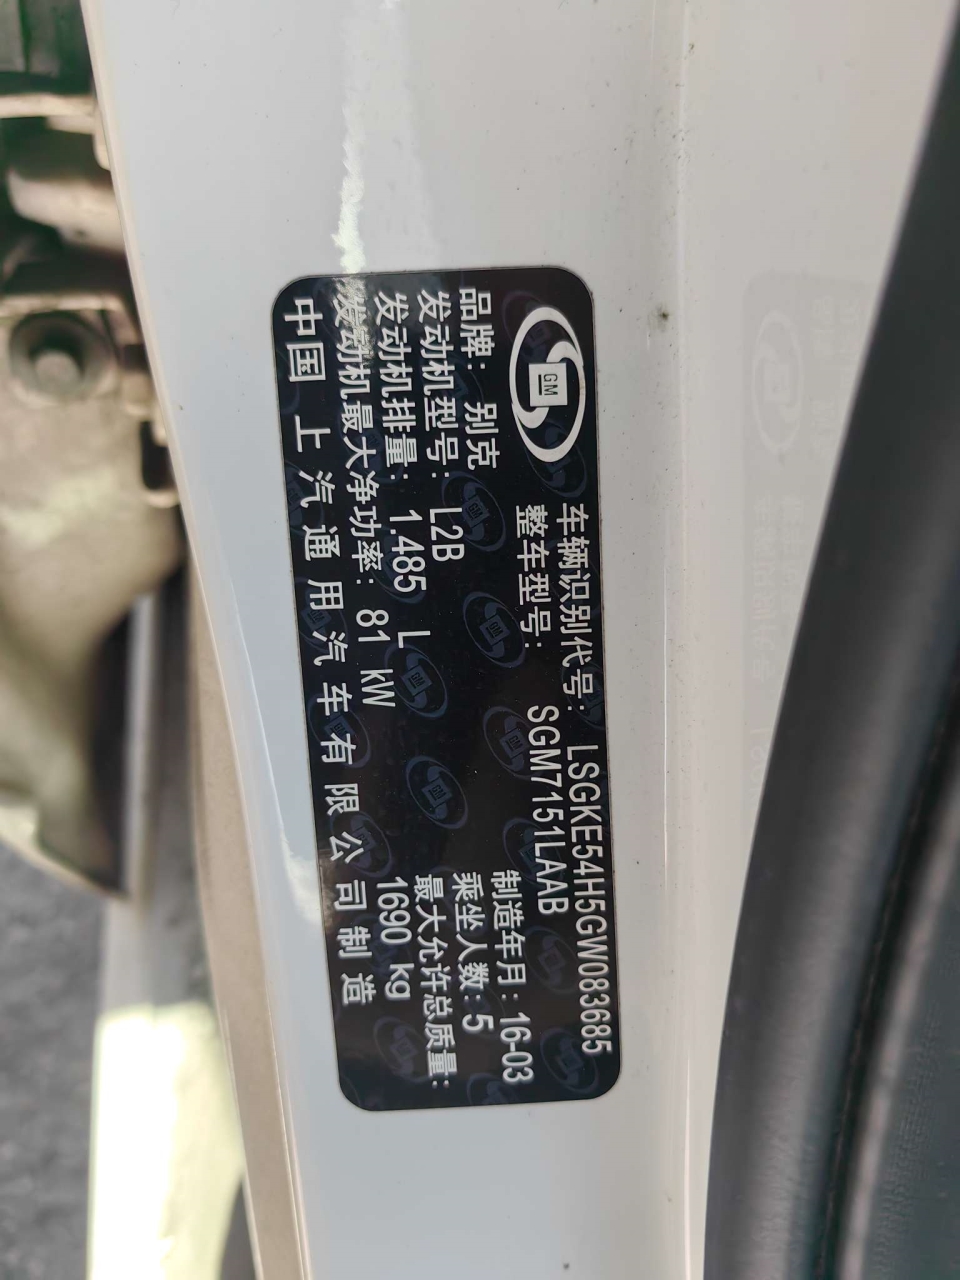 GM
车辆识别代号: LSGKE54H5GW083685
整车型号: SGM7151LAAB
品牌: 别克
制造年月: 16-03
发动机型号: L2B
乘坐人数: 5
发动机排量: 1.485 L
最大允许总质量:
1690 kg
发动机最大净功率: 81 kW
中国 上汽通用汽车有限公司制造